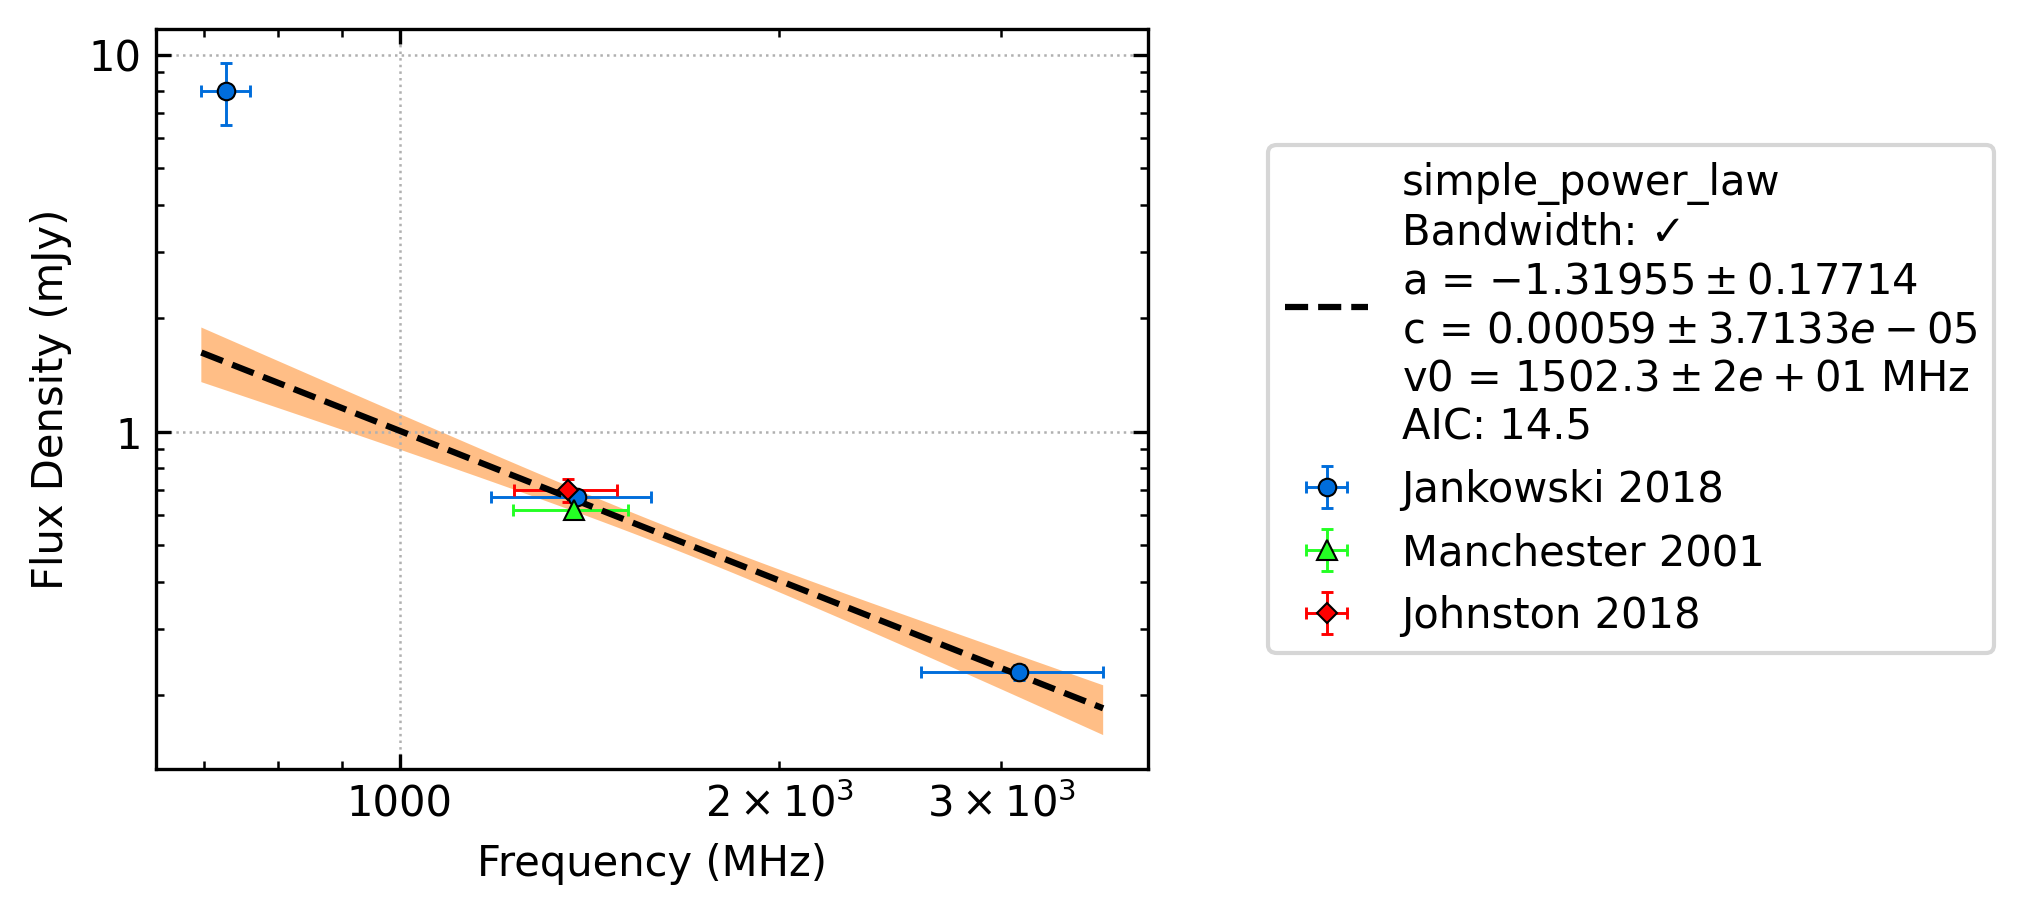 10
1
Flux Density (mJy)
1000
2 × 10³
3 × 10³
Frequency (MHz)
simple_power_law
Bandwidth: ✓
a = −1.31955 ± 0.17714
c = 0.00059 ± 3.7133e − 05
v0 = 1502.3 ± 2e + 01 MHz
AIC: 14.5
Jankowski 2018
Manchester 2001
Johnston 2018